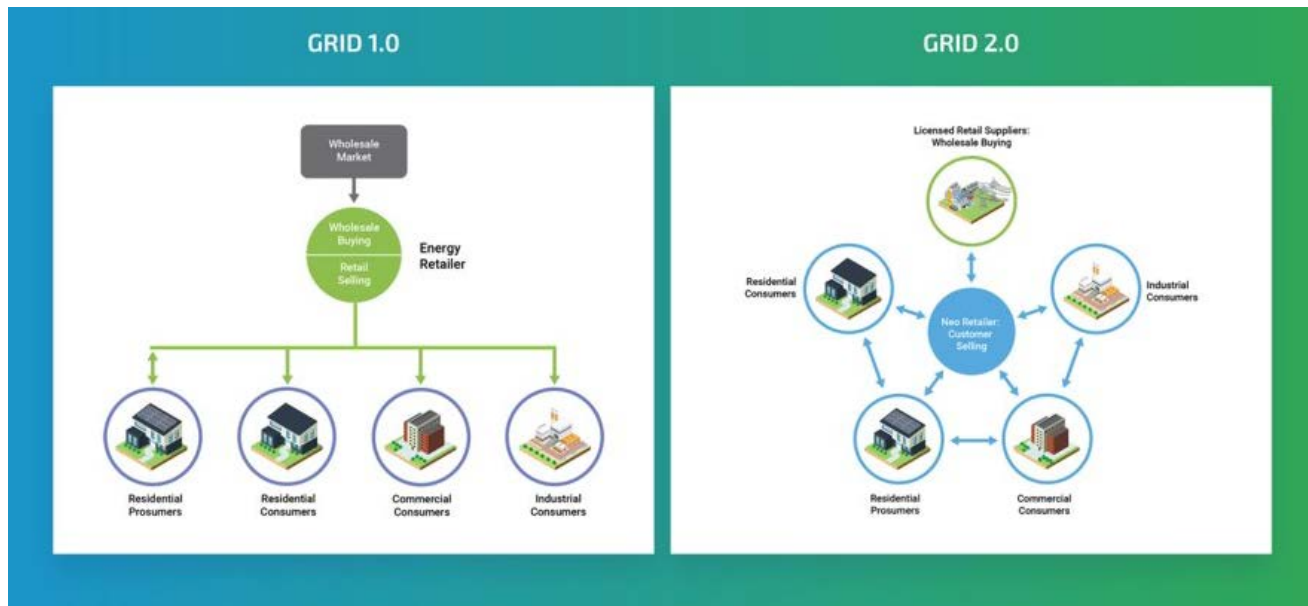 GRID 1.0
Wholesale
Market
Wholesale
Buying
Retail
Selling
Energy
Retailer
Residential
Prosumers
Residential
Consumers
Commercial
Consumers
Industrial
Consumers
GRID 2.0
Licensed Retail Suppliers:
Wholesale Buying
Residential
Consumers
Industrial
Consumers
Neo Retailer:
Customer
Selling
Residential
Prosumers
Commercial
Consumers